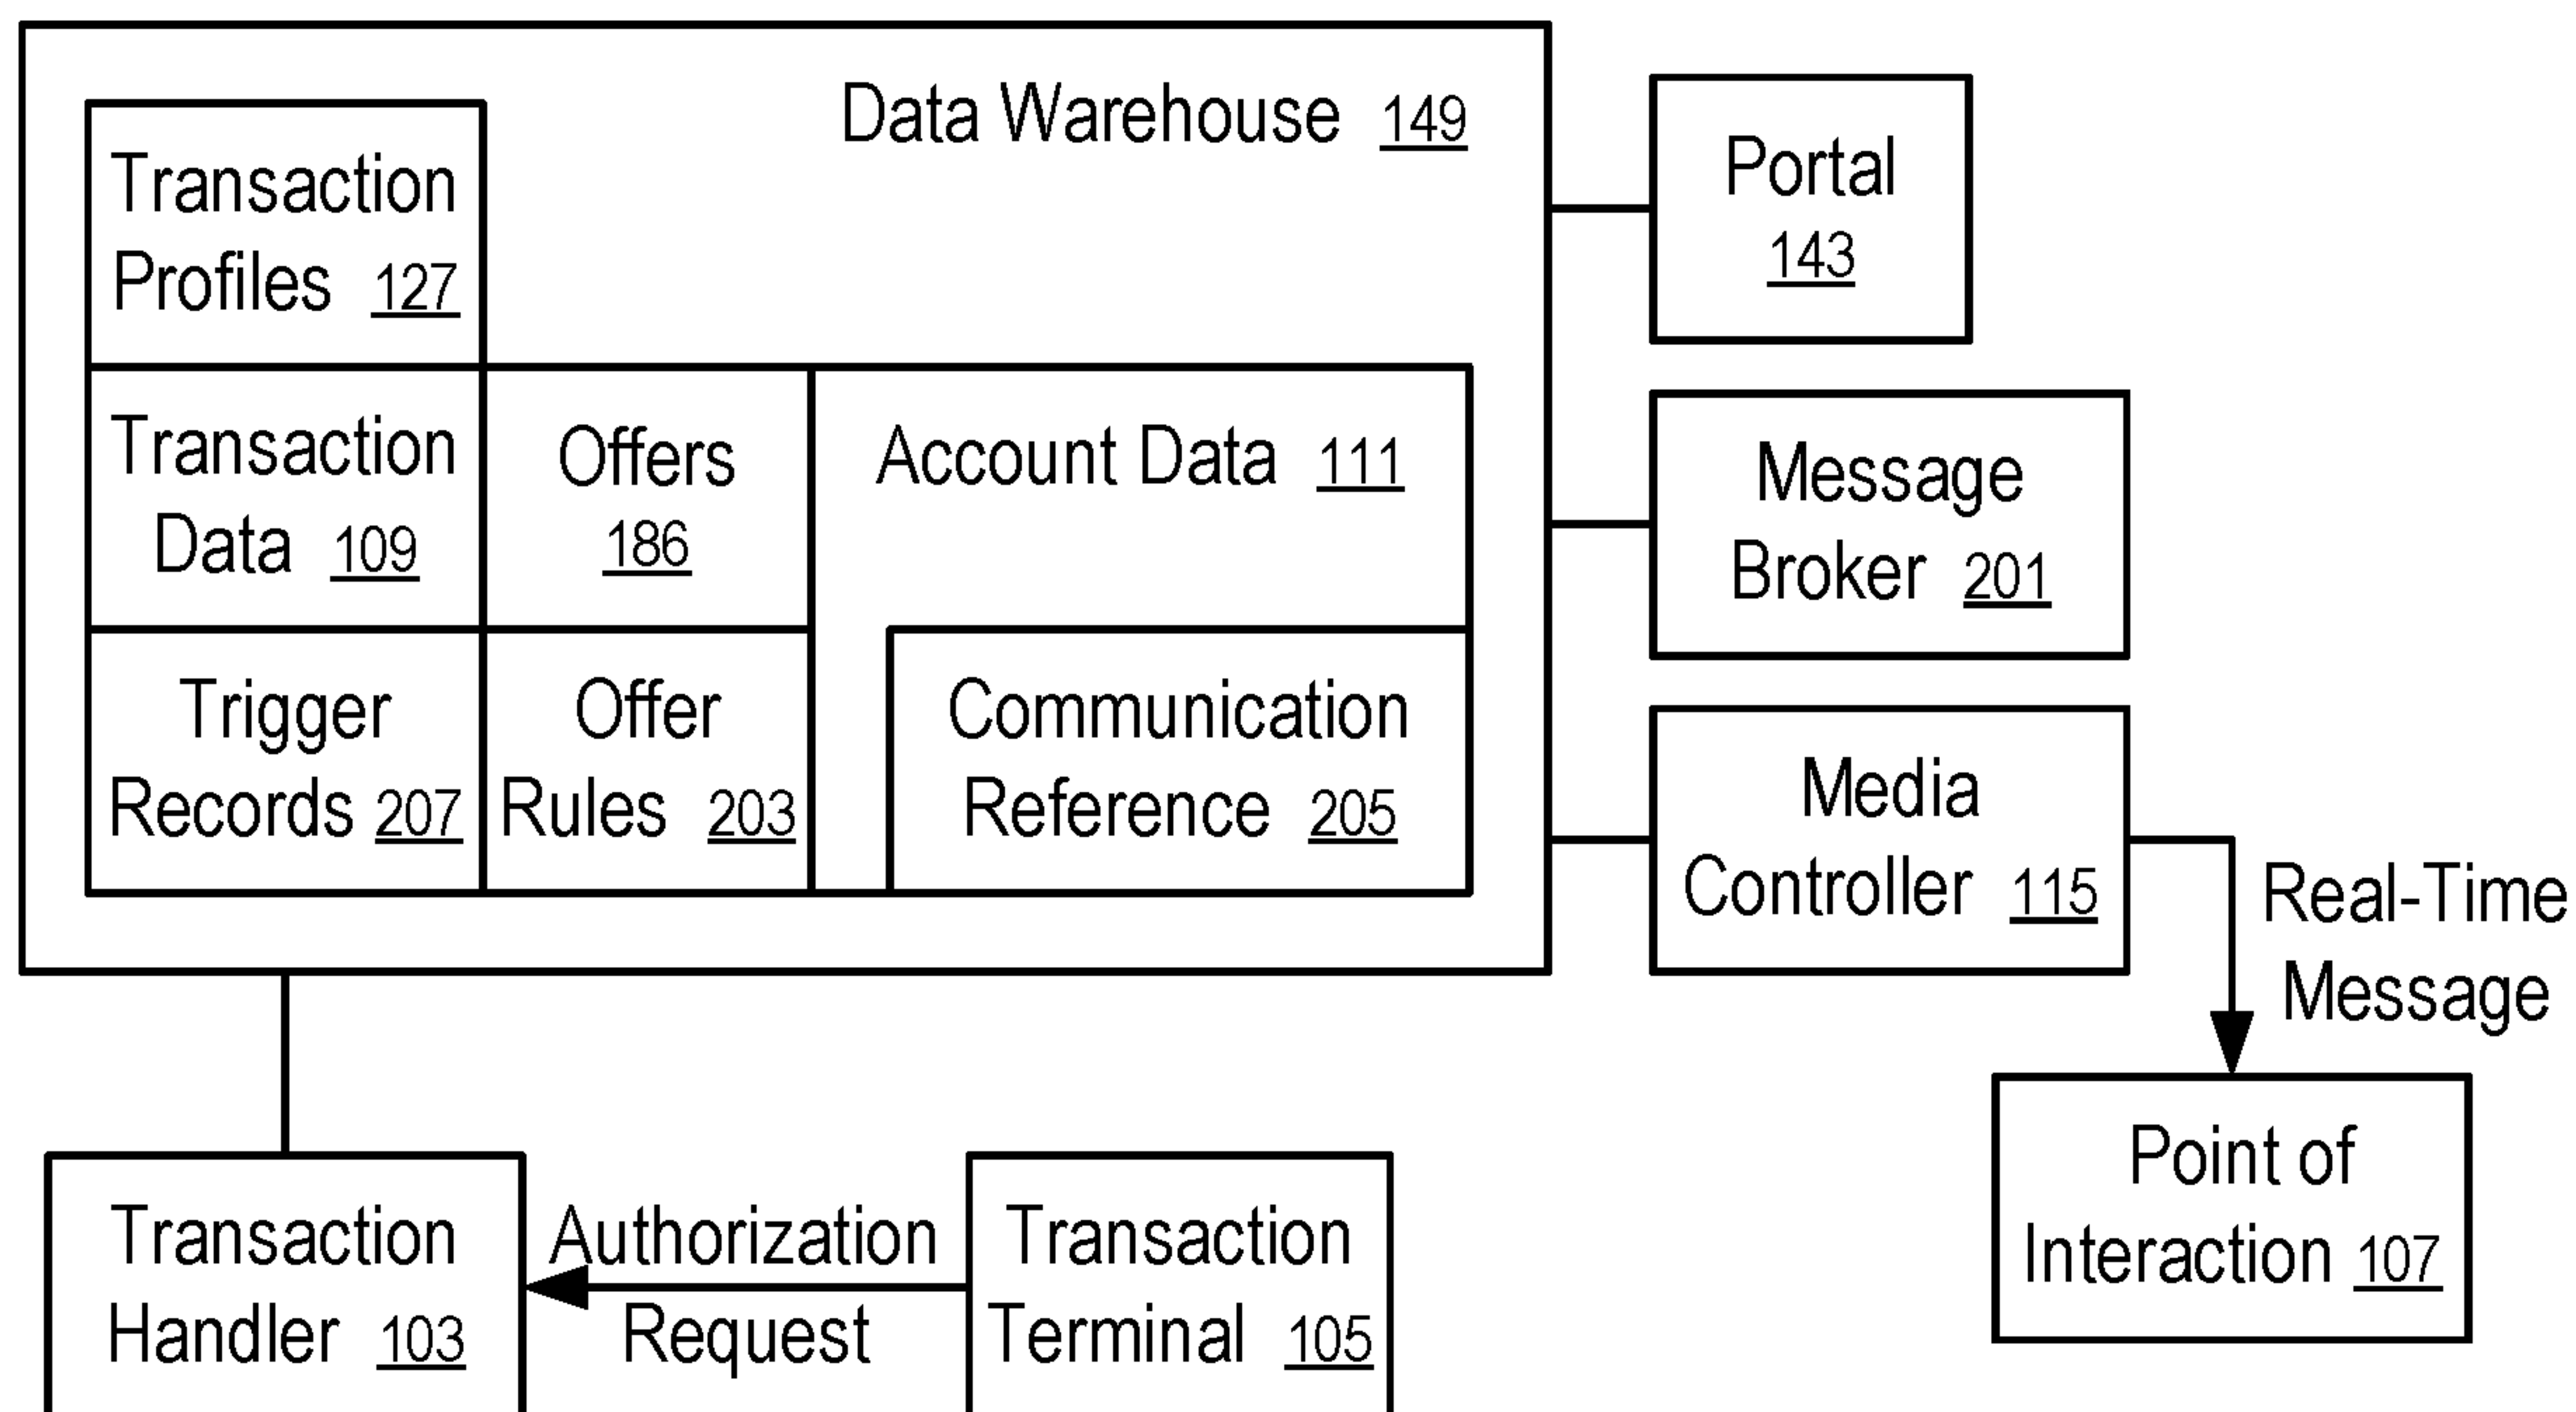 Data Warehouse 149
Transaction
Profiles 127
Transaction
Data 109
Offers
186
Account Data 111
Trigger
Records 207
Offer
Rules 203
Communication
Reference 205
Portal
143
Message
Broker 201
Media
Controller 115
Real-Time
Message
Point of
Interaction 107
Transaction
Handler 103
Authorization
Request
Transaction
Terminal 105